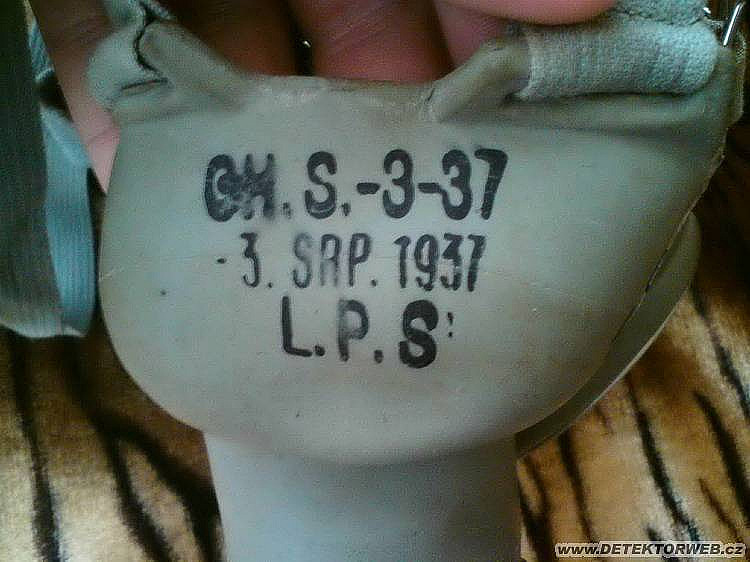 CH.S.-3-37
3. SRP. 1937
L.P.S.
www.DETEKTORWEB.cz